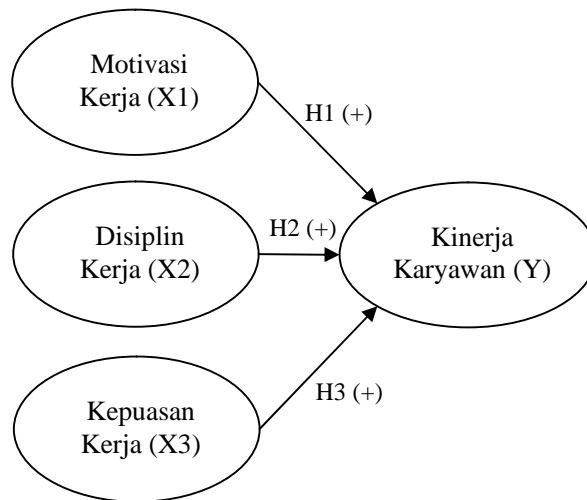 Motivasi
Kerja (X1)
H1 (+)
Disiplin
Kerja (X2)
H2 (+)
Kinerja
Karyawan (Y)
Kepuasan
Kerja (X3)
H3 (+)